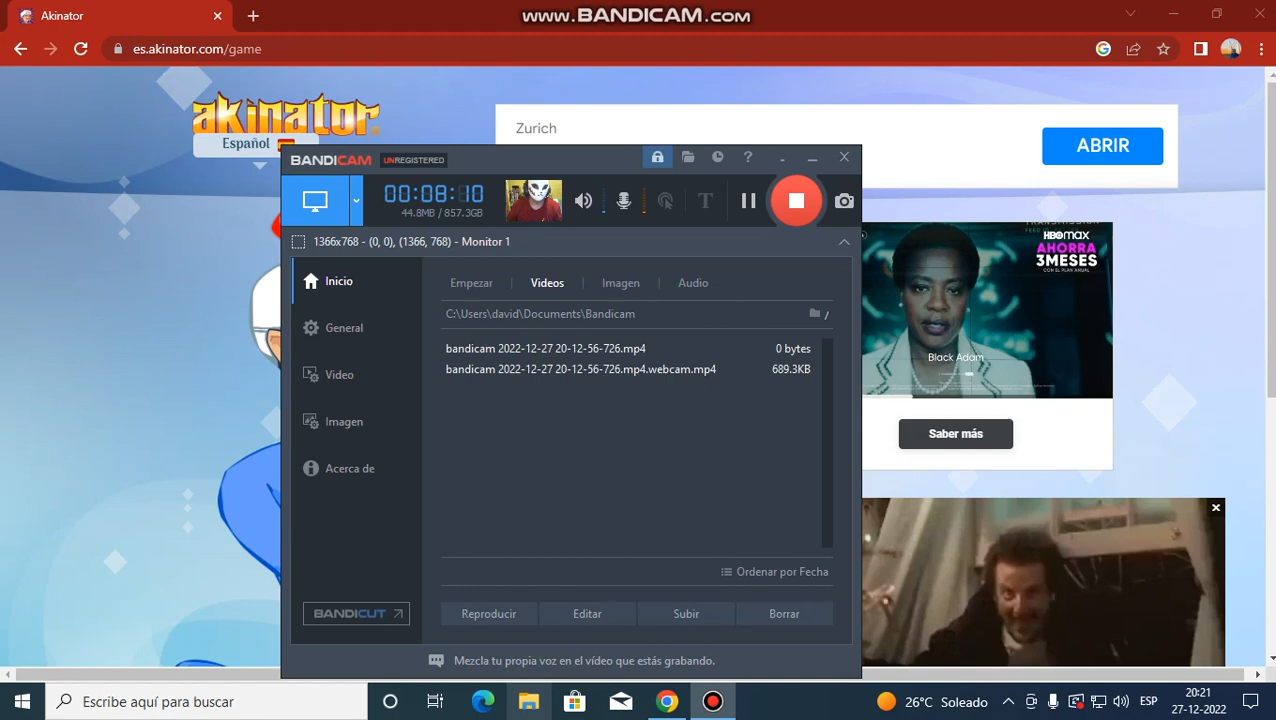 Akinator
www.BANDICAM.com
es.akinator.com/game
akinator
Español
Zurich
ABRIR
BANDICAM UNREGISTERED
00:08:10
44.8MB / 857.3GB
1366x768 - (0, 0), (1366, 768) - Monitor 1
Inicio
General
Video
Imagen
Acerca de
BANDICUT
Empezar | Videos | Imagen | Audio
C:\Users\david\Documents\Bandicam
bandicam 2022-12-27 20-12-56-726.mp4 0 bytes
bandicam 2022-12-27 20-12-56-726.mp4.webcam.mp4 689.3KB
Ordenar por Fecha
Reproducir Editar Subir Borrar
Mezcla tu propia voz en el vídeo que estás grabando.
HBOMAX
AHORRA
3MESES
CON EL PLAN ANUAL
Black Adam
Saber más
Escribe aquí para buscar
26°C Soleado
ESP
20:21
27-12-2022